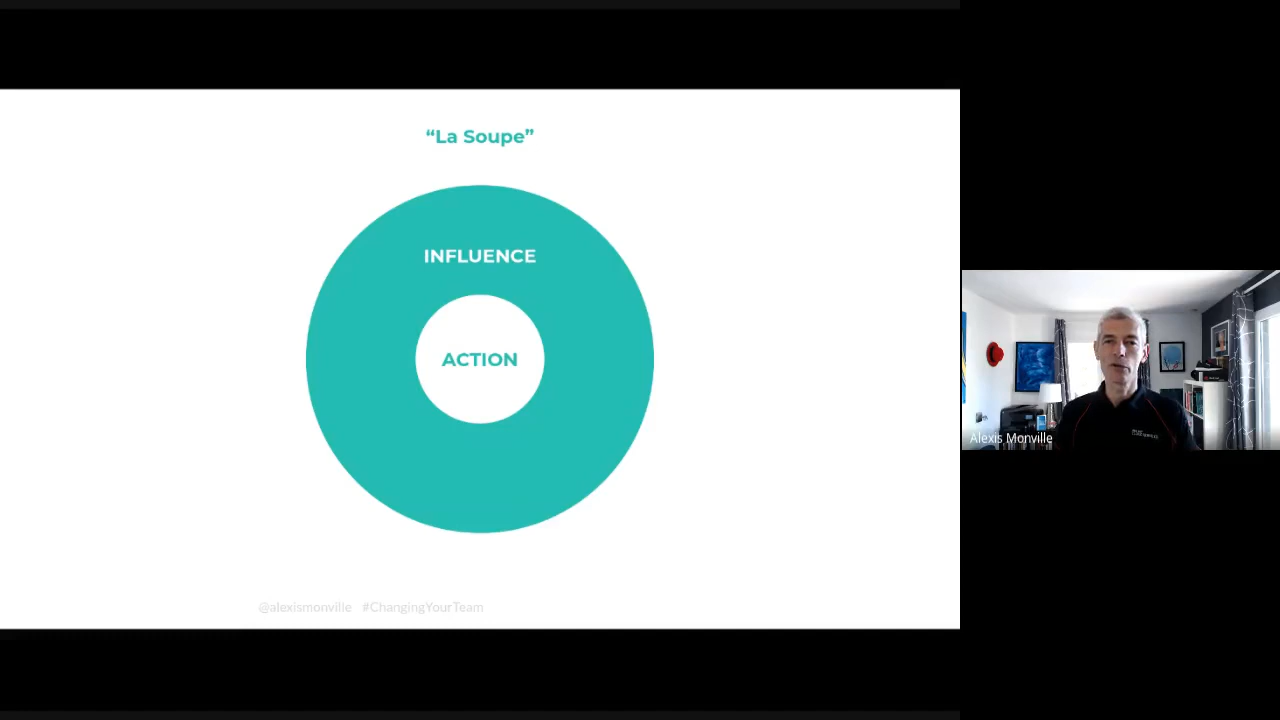 “La Soupe”
INFLUENCE
ACTION
@alexismonville #ChangingYourTeam
Alexis Monville